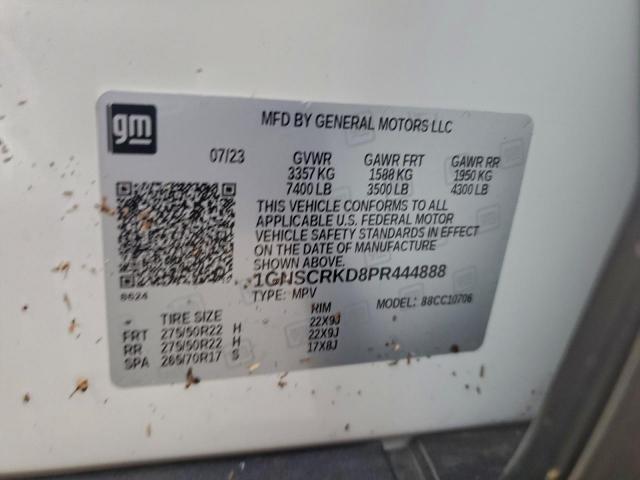 gm
MFD BY GENERAL MOTORS LLC
07/23 GVWR GAWR FRT GAWR RR
3357 KG 1588 KG 1950 KG
7400 LB 3500 LB 4300 LB
THIS VEHICLE CONFORMS TO ALL
APPLICABLE U.S. FEDERAL MOTOR
VEHICLE SAFETY STANDARDS IN EFFECT
ON THE DATE OF MANUFACTURE
SHOWN ABOVE.
1GNSCRKD8PR444888
8624
TYPE: MPV MODEL: 88CC10706
TIRE SIZE RIM
FRT 275/50R22 H 22X9J
RR 275/50R22 H 22X9J
SPA 265/70R17 S 17X8J